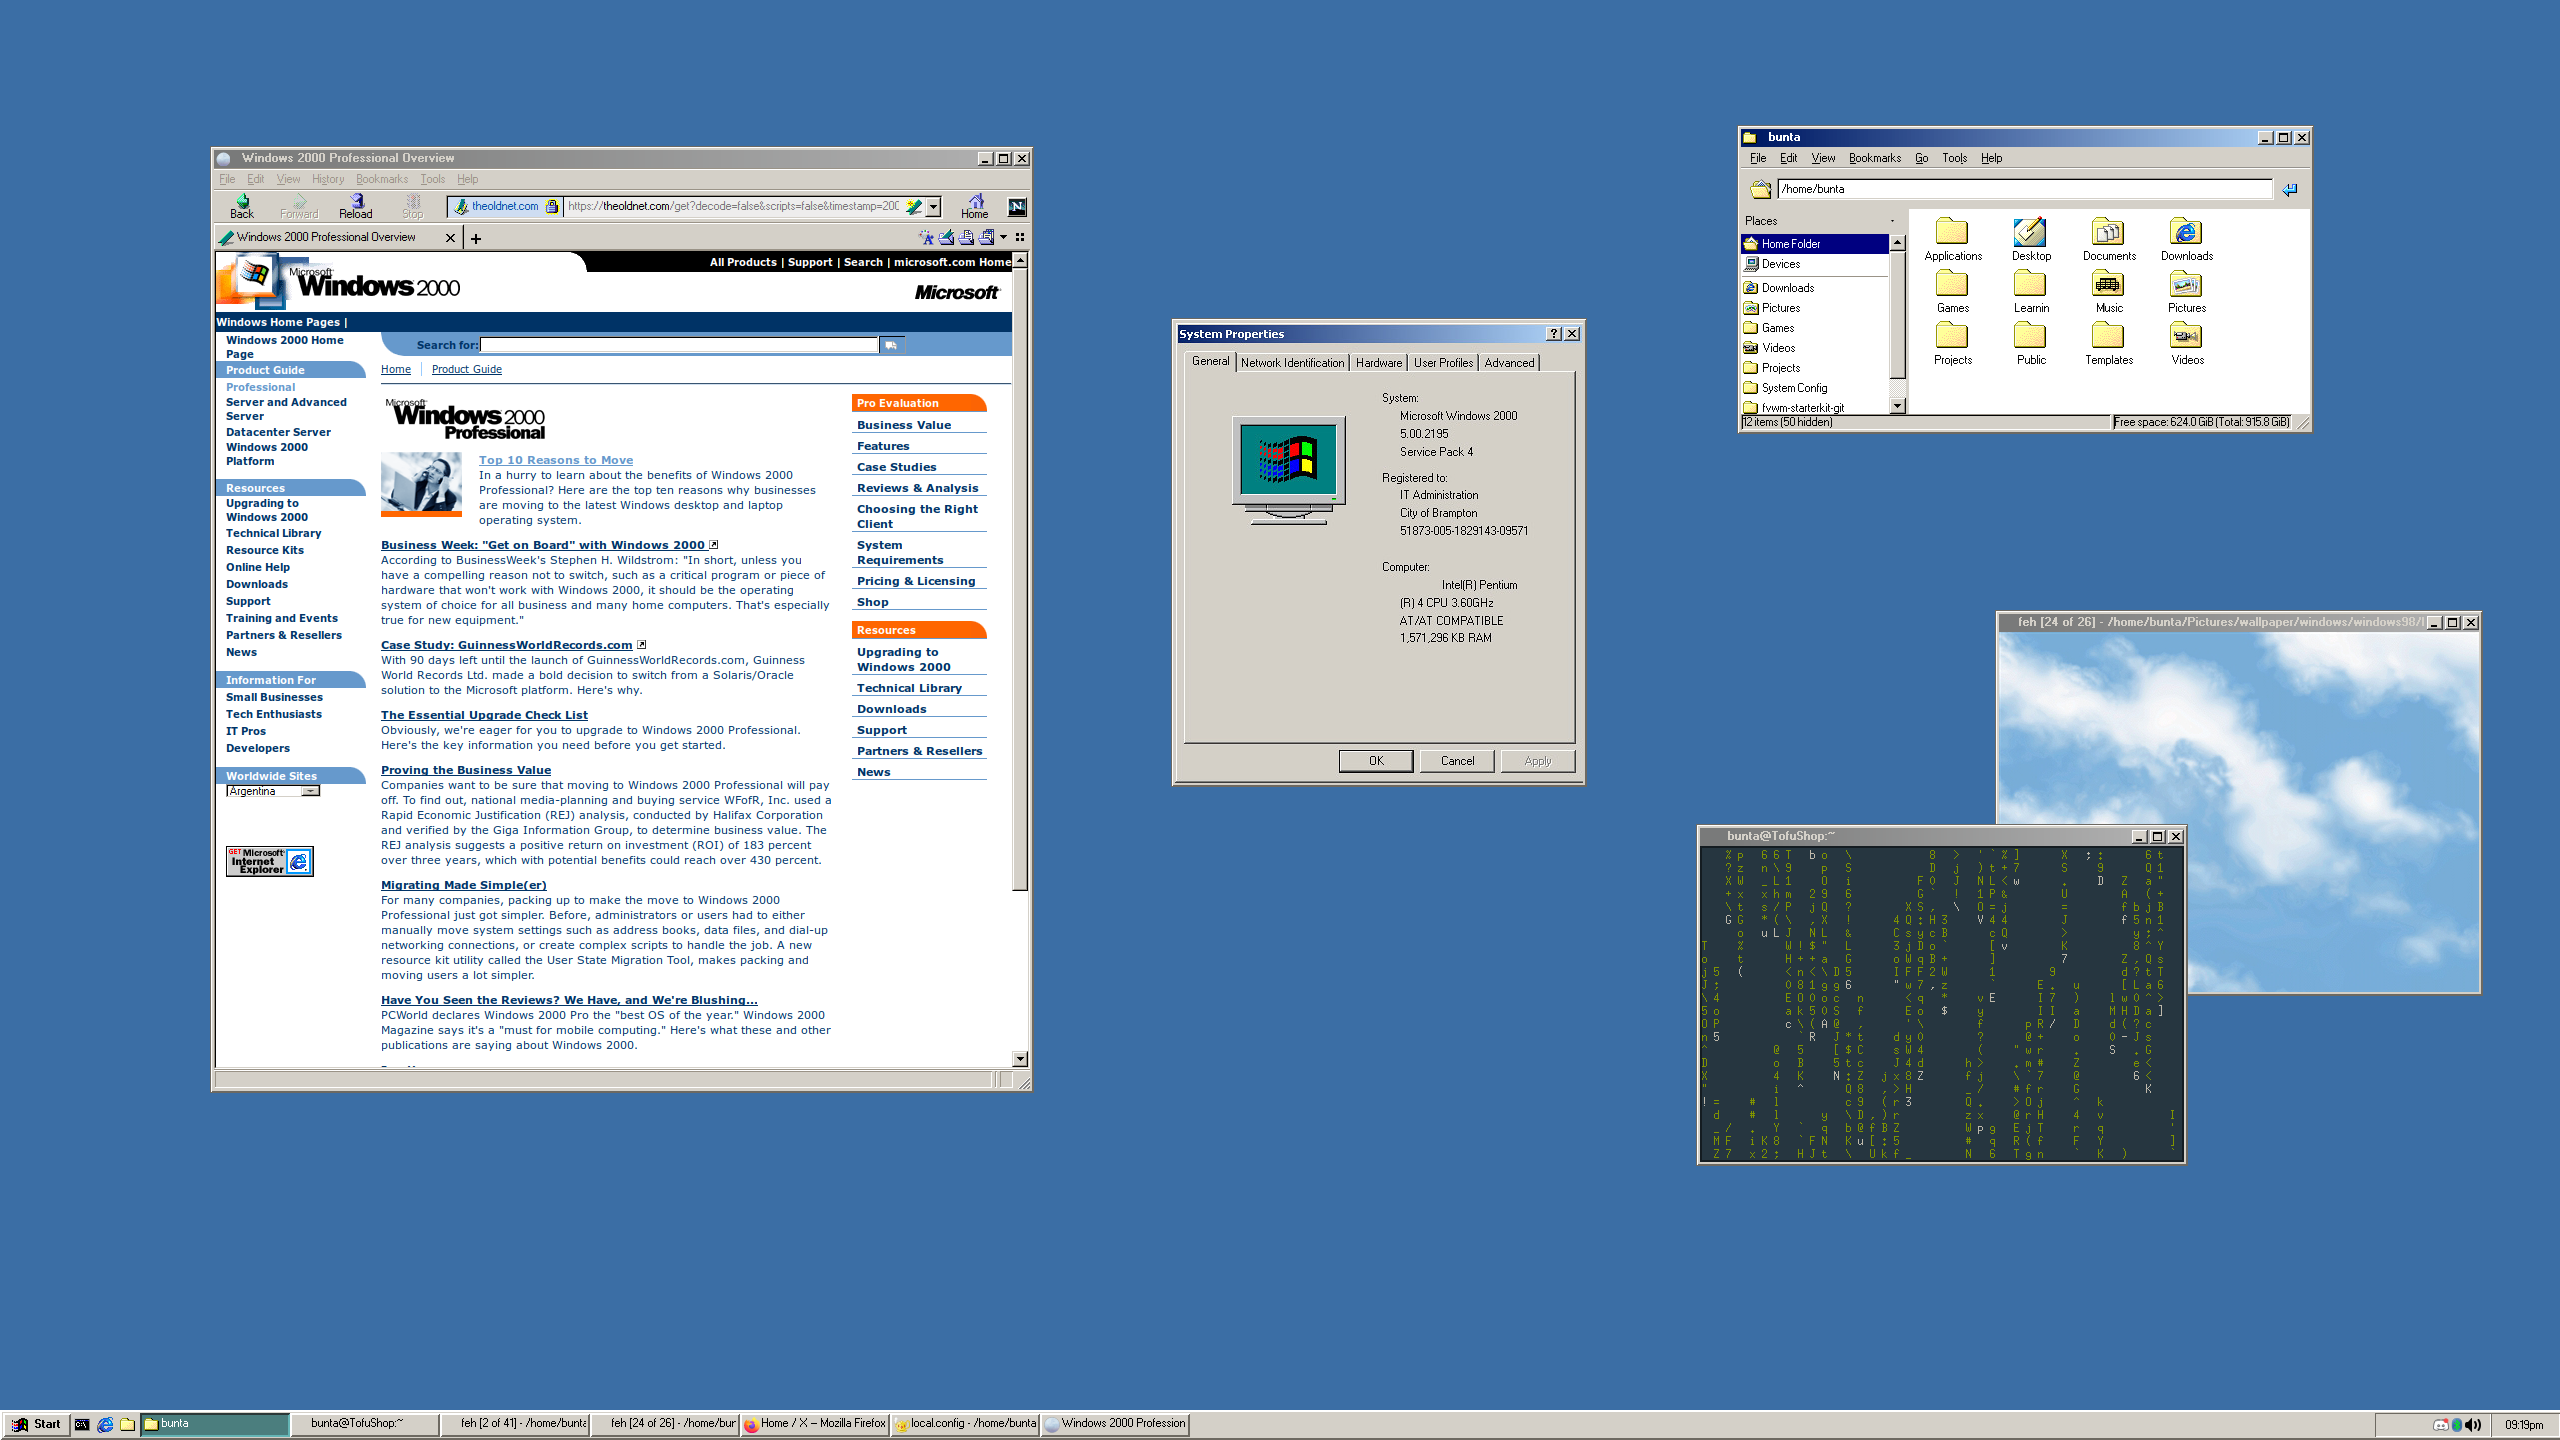 Windows 2000 Professional Overview
File Edit View History Bookmarks Tools Help
Back Forward Reload Stop theoldnet.com https://theoldnet.com/get?decode=false&scripts=false&timestamp=200 Home N
Windows 2000 Professional Overview
All Products | Support | Search | microsoft.com Home
Microsoft
Windows 2000
Microsoft
Windows Home Pages |
Windows 2000 Home
Page
Product Guide
Professional
Server and Advanced
Server
Datacenter Server
Windows 2000
Platform
Resources
Upgrading to
Windows 2000
Technical Library
Resource Kits
Online Help
Downloads
Support
Training and Events
Partners & Resellers
News
Information For
Small Businesses
Tech Enthusiasts
IT Pros
Developers
Worldwide Sites
Argentina
GET Microsoft
Internet
Explorer
Search for:
Home | Product Guide
Microsoft
Windows 2000
Professional
Top 10 Reasons to Move
In a hurry to learn about the benefits of Windows 2000
Professional? Here are the top ten reasons why businesses
are moving to the latest Windows desktop and laptop
operating system.
Business Week: "Get on Board" with Windows 2000
According to BusinessWeek's Stephen H. Wildstrom: "In short, unless you
have a compelling reason not to switch, such as a critical program or piece of
hardware that won't work with Windows 2000, it should be the operating
system of choice for all business and many home computers. That's especially
true for new equipment."
Case Study: GuinnessWorldRecords.com
With 90 days left until the launch of GuinnessWorldRecords.com, Guinness
World Records Ltd. made a bold decision to switch from a Solaris/Oracle
solution to the Microsoft platform. Here's why.
The Essential Upgrade Check List
Obviously, we're eager for you to upgrade to Windows 2000 Professional.
Here's the key information you need before you get started.
Proving the Business Value
Companies want to be sure that moving to Windows 2000 Professional will pay
off. To find out, national media-planning and buying service WFofR, Inc. used a
Rapid Economic Justification (REJ) analysis, conducted by Halifax Corporation
and verified by the Giga Information Group, to determine business value. The
REJ analysis suggests a positive return on investment (ROI) of 183 percent
over three years, which with potential benefits could reach over 430 percent.
Migrating Made Simple(er)
For many companies, packing up to make the move to Windows 2000
Professional just got simpler. Before, administrators or users had to either
manually move system settings such as address books, data files, and dial-up
networking connections, or create complex scripts to handle the job. A new
resource kit utility called the User State Migration Tool, makes packing and
moving users a lot simpler.
Have You Seen the Reviews? We Have, and We're Blushing...
PCWorld declares Windows 2000 Pro the "best OS of the year." Windows 2000
Magazine says it's a "must for mobile computing." Here's what these and other
publications are saying about Windows 2000.
Pro Evaluation
Business Value
Features
Case Studies
Reviews & Analysis
Choosing the Right
Client
System
Requirements
Pricing & Licensing
Shop
Resources
Upgrading to
Windows 2000
Technical Library
Downloads
Support
Partners & Resellers
News
System Properties
General Network Identification Hardware User Profiles Advanced
System:
Microsoft Windows 2000
5.00.2195
Service Pack 4
Registered to:
IT Administration
City of Brampton
51873-005-1829143-09571
Computer:
Intel(R) Pentium
(R) 4 CPU 3.60GHz
AT/AT COMPATIBLE
1,571,296 KB RAM
OK Cancel Apply
bunta
File Edit View Bookmarks Go Tools Help
/home/bunta
Places
Home Folder
Devices
Downloads
Pictures
Games
Videos
Projects
System Config
fvwm-starterkit-git
Applications Desktop Documents Downloads
Games Learnin Music Pictures
Projects Public Templates Videos
12 items (50 hidden) Free space: 624.0 GiB (Total: 915.8 GiB)
feh [24 of 26] - /home/bunta/Pictures/wallpaper/windows/windows98/
bunta@TofuShop:~
Start bunta bunta@TofuShop:~ feh [2 of 41] - /home/bunta feh [24 of 26] - /home/bur Home / X — Mozilla Firefox local.config - /home/bunta Windows 2000 Profession 09:19pm